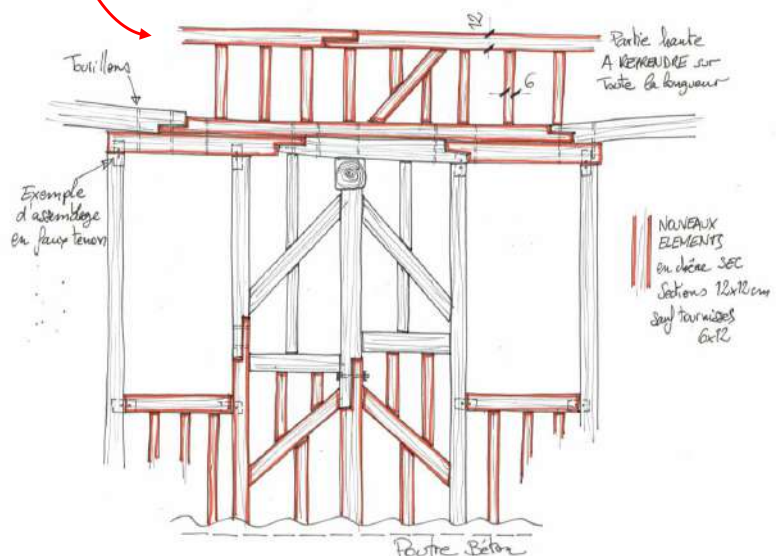 12
Partie haute
A REPRENDRE sur
Toute la longueur
Tourillons
6
Exemple
d'assemblage
en faux tenon
NOUVEAUX
ELEMENTS
en chêne SEC
Sections 12x12cm
sauf tournisses
6x12
Poutre Béton